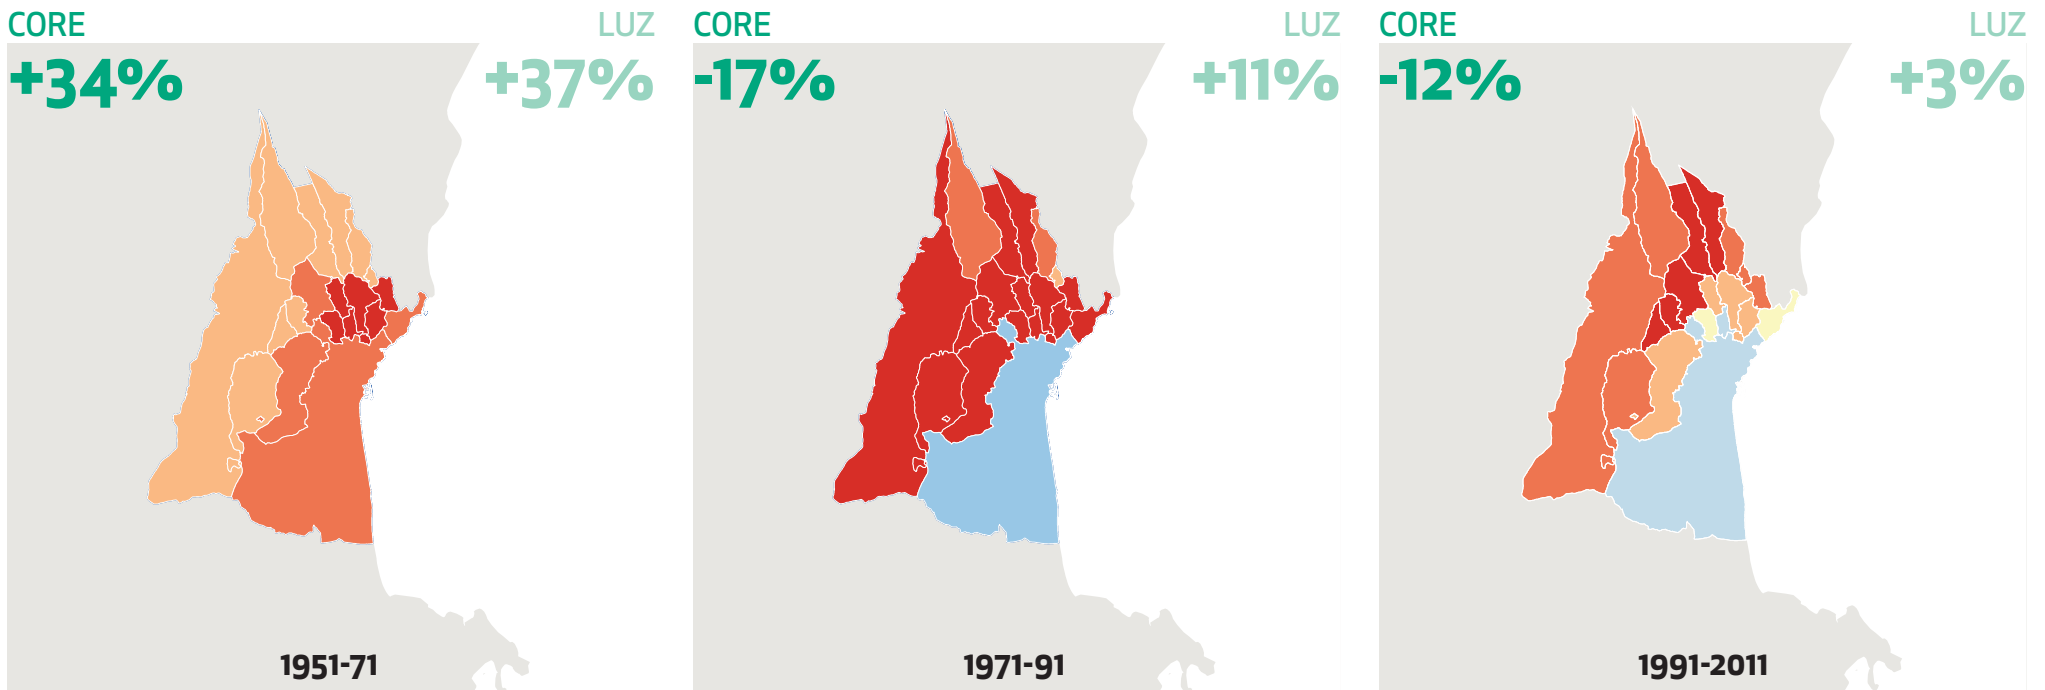 CORE LUZ
+34% +37%
1951-71
CORE LUZ
-17% +11%
1971-91
CORE LUZ
-12% +3%
1991-2011